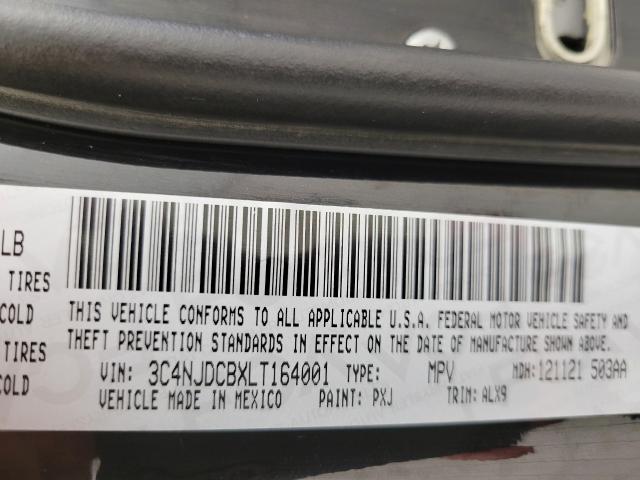 LB
TIRES
COLD
TIRES
COLD
THIS VEHICLE CONFORMS TO ALL APPLICABLE U.S.A. FEDERAL MOTOR VEHICLE SAFETY AND
THEFT PREVENTION STANDARDS IN EFFECT ON THE DATE OF MANUFACTURE SHOWN ABOVE.
VIN: 3C4NJDCBXLT164001 TYPE: MPV MDH:121121 503AA
VEHICLE MADE IN MEXICO PAINT: PXJ TRIM: ALX9